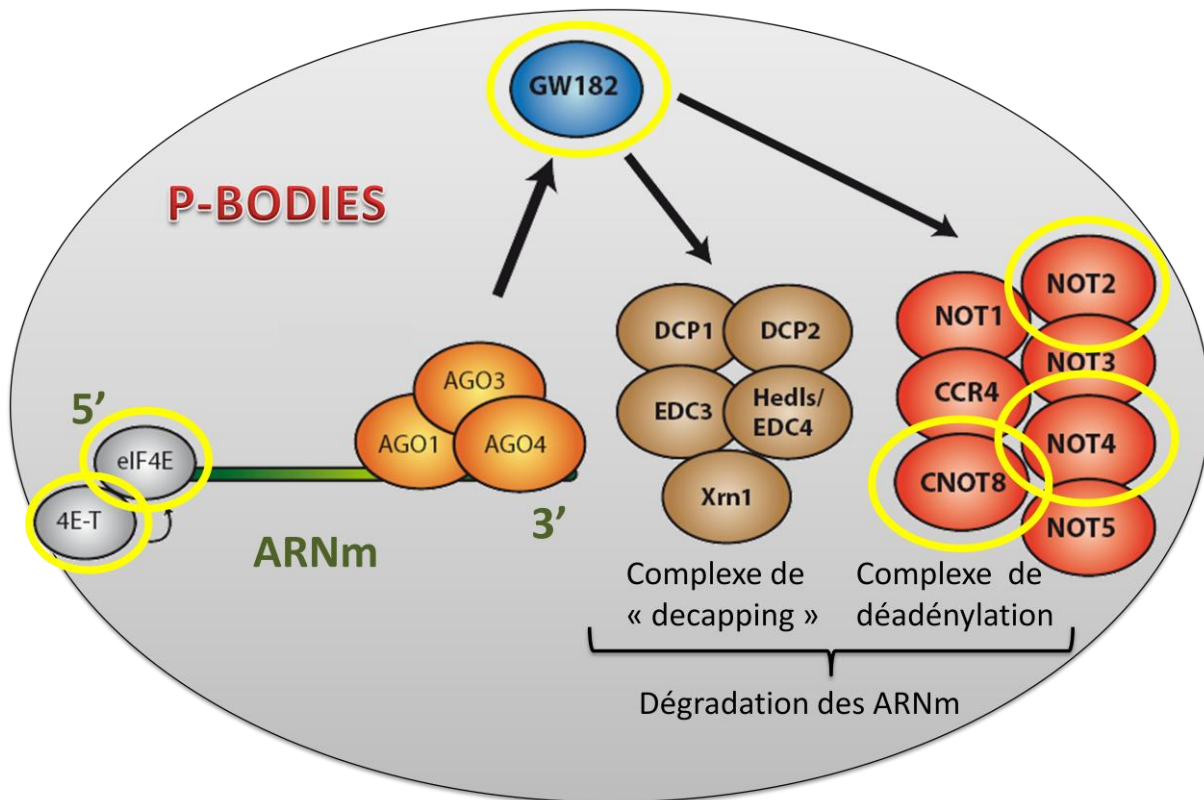 GW182
P-BODIES
5’
eIF4E
4E-T
ARNm
AGO3
AGO1
AGO4
3’
DCP1
DCP2
EDC3
Hedls/
EDC4
Xrn1
Complexe de
« decapping »
NOT1
NOT2
NOT3
CCR4
NOT4
CNOT8
NOT5
Complexe de
déadénylation
Dégradation des ARNm